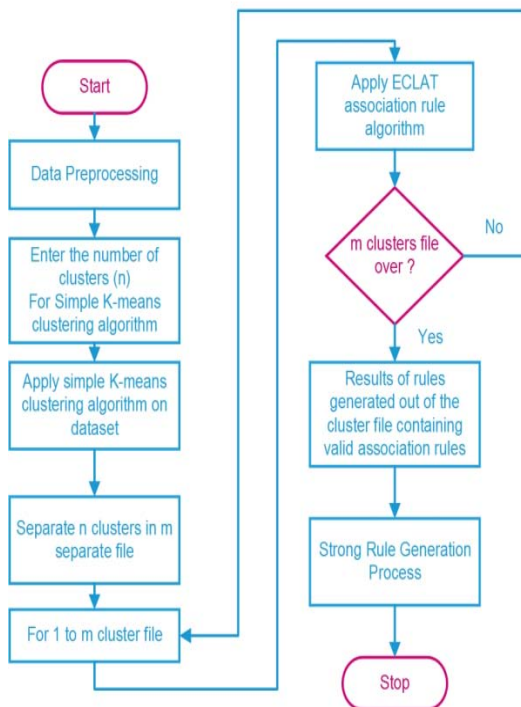 Start
Data Preprocessing
Enter the number of
clusters (n)
For Simple K-means
clustering algorithm
Apply simple K-means
clustering algorithm on
dataset
Separate n clusters in m
separate file
For 1 to m cluster file
Apply ECLAT
association rule
algorithm
m clusters file
over ?
No
Yes
Results of rules
generated out of the
cluster file containing
valid association rules
Strong Rule Generation
Process
Stop